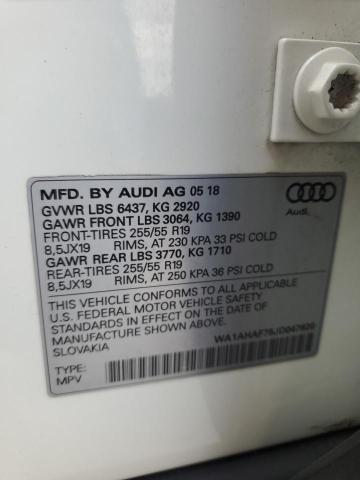 MFD. BY AUDI AG 05 18
GVWR LBS 6437, KG 2920
GAWR FRONT LBS 3064, KG 1390
FRONT-TIRES 255/55 R19
8,5JX19 RIMS, AT 230 KPA 33 PSI COLD
GAWR REAR LBS 3770, KG 1710
REAR-TIRES 255/55 R19
8,5JX19 RIMS, AT 250 KPA 36 PSI COLD
THIS VEHICLE CONFORMS TO ALL APPLICABLE
U.S. FEDERAL MOTOR VEHICLE SAFETY
STANDARDS IN EFFECT ON THE DATE OF
MANUFACTURE SHOWN ABOVE.
SLOVAKIA
TYPE:
MPV
Audi